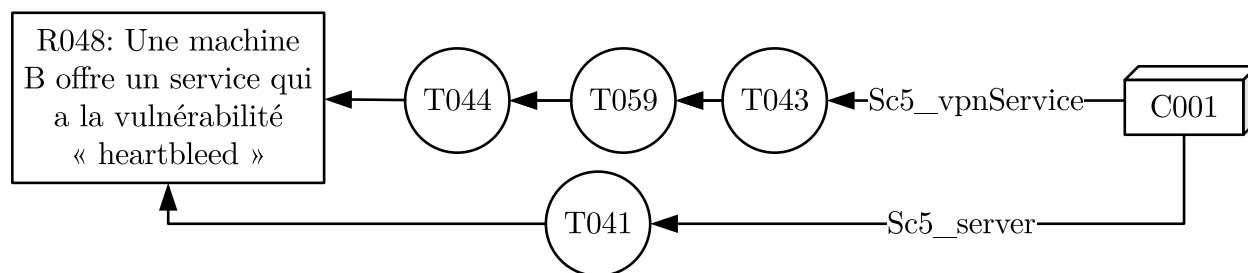 R048: Une machine
B offre un service qui
a la vulnérabilité
« heartbleed »
T044
T059
T043
Sc5_vpnService
C001
T041
Sc5_server